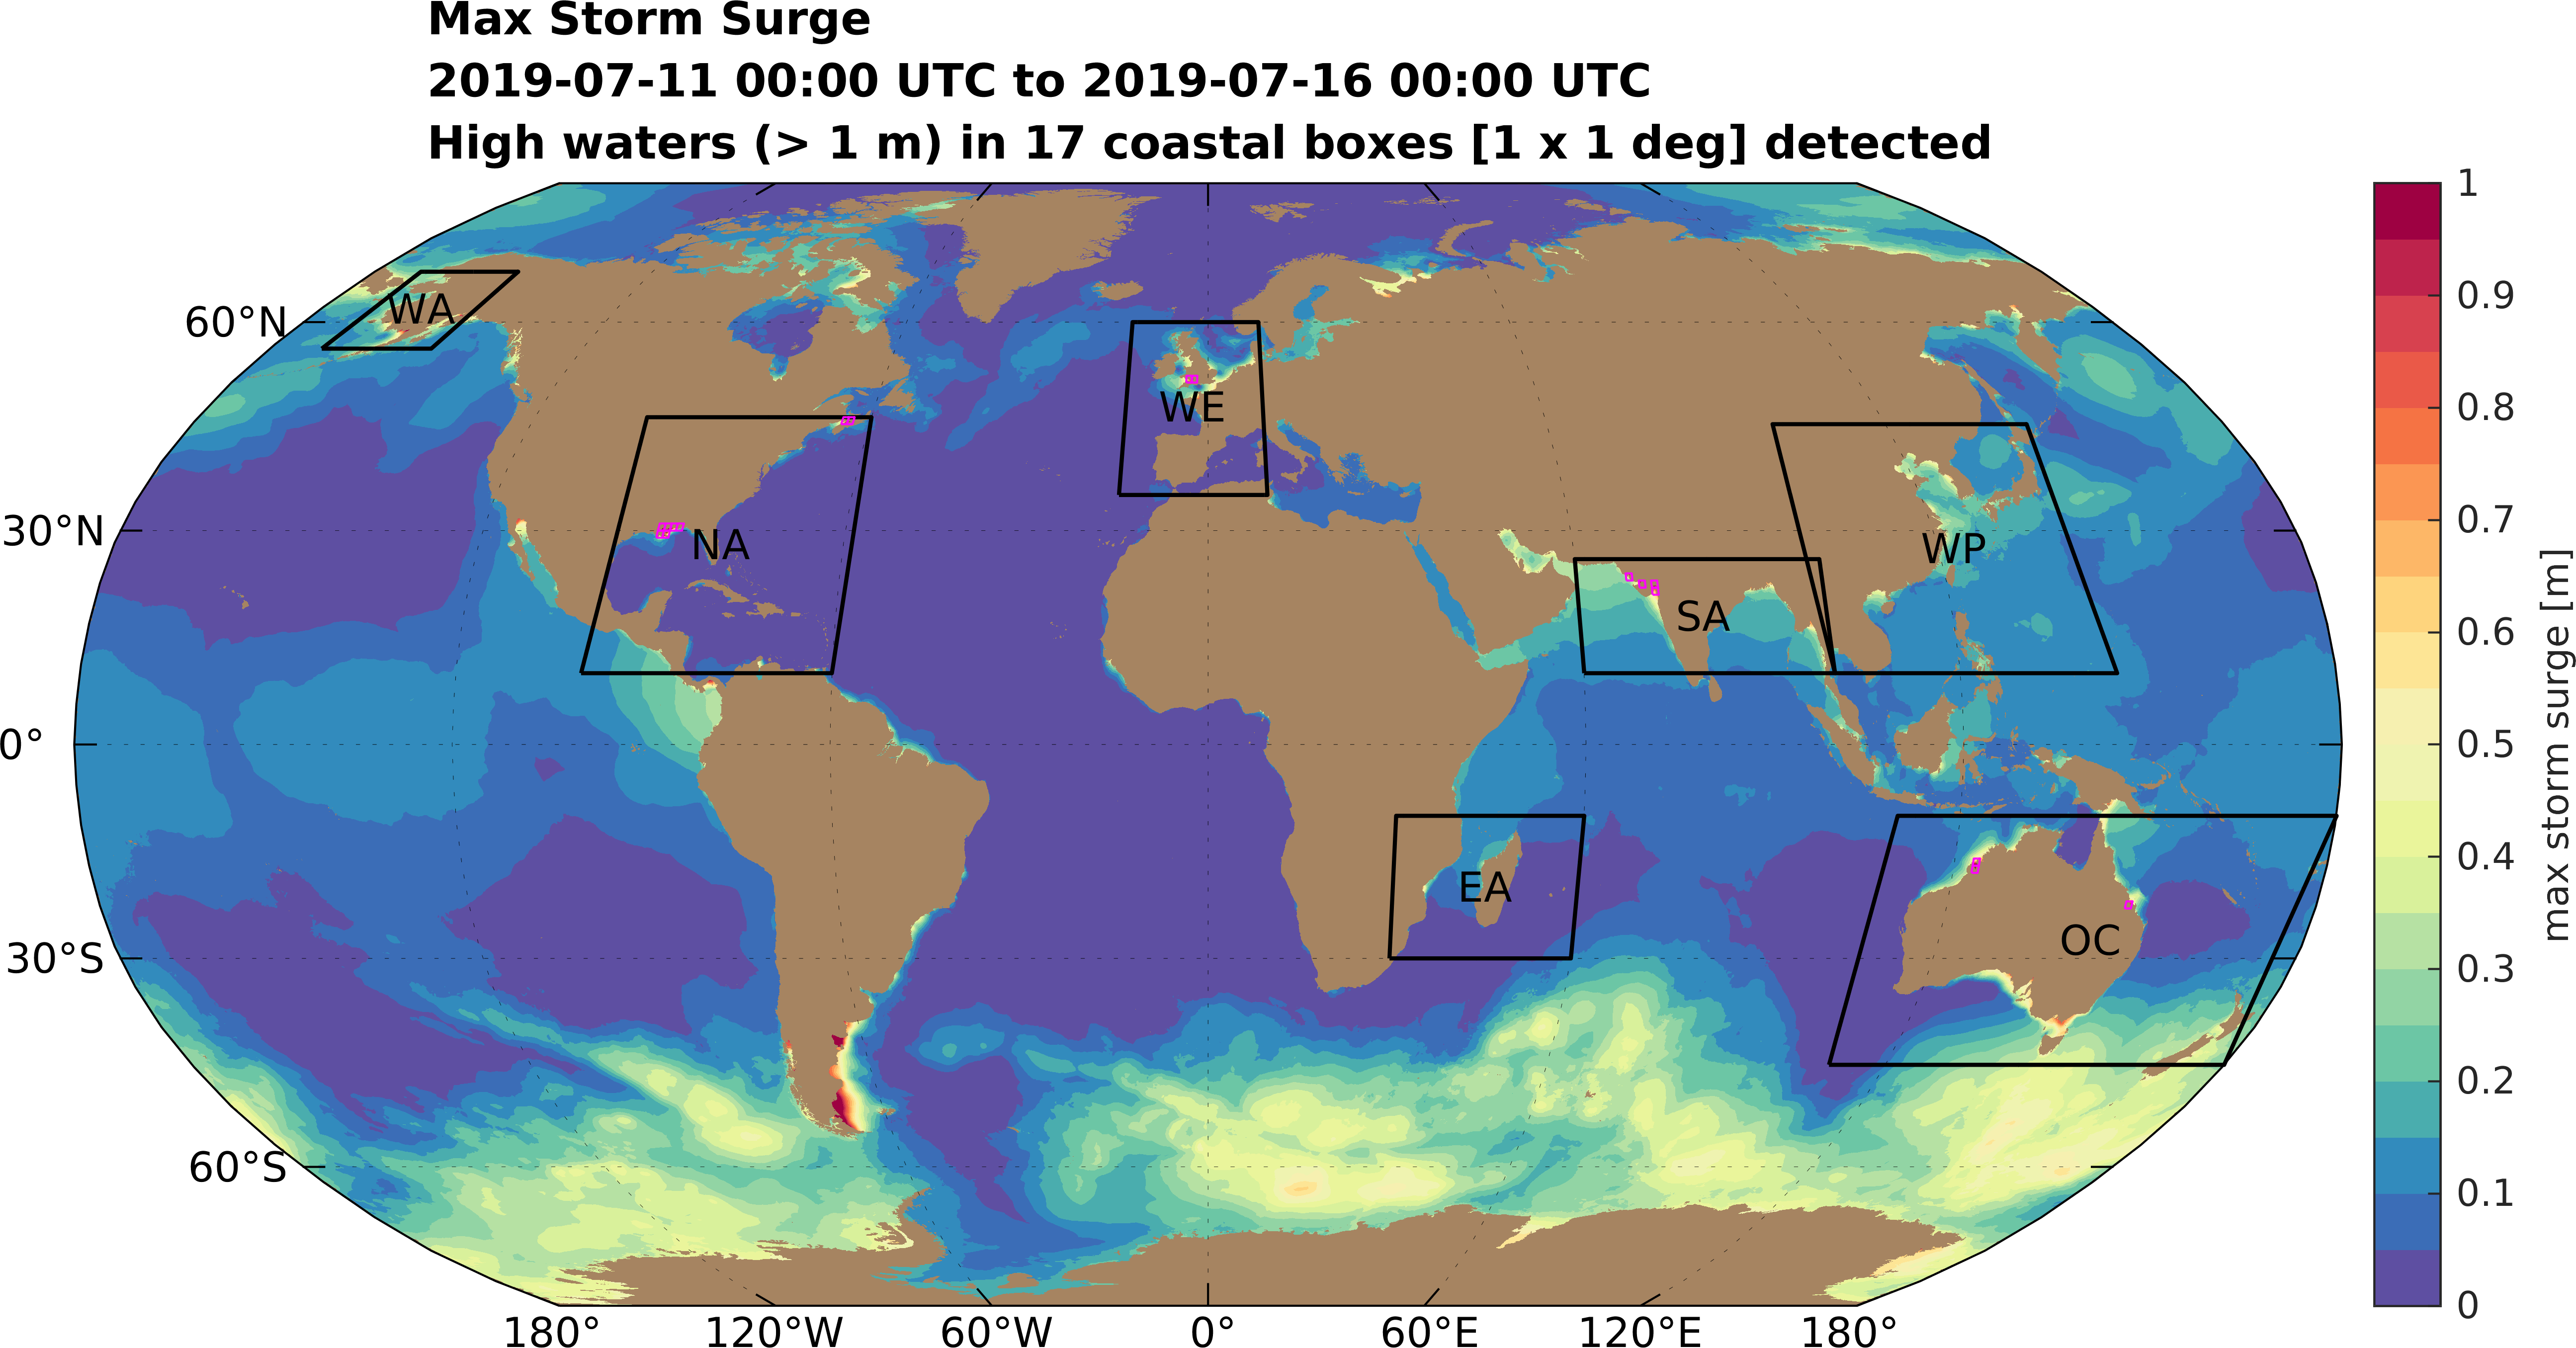 Max Storm Surge
2019-07-11 00:00 UTC to 2019-07-16 00:00 UTC
High waters (> 1 m) in 17 coastal boxes [1 x 1 deg] detected
60°N
30°N
0°
30°S
60°S
WA
NA
WE
SA
WP
EA
OC
180°
120°W
60°W
0°
60°E
120°E
180°
1
0.9
0.8
0.7
0.6
0.5
0.4
0.3
0.2
0.1
0
max storm surge [m]